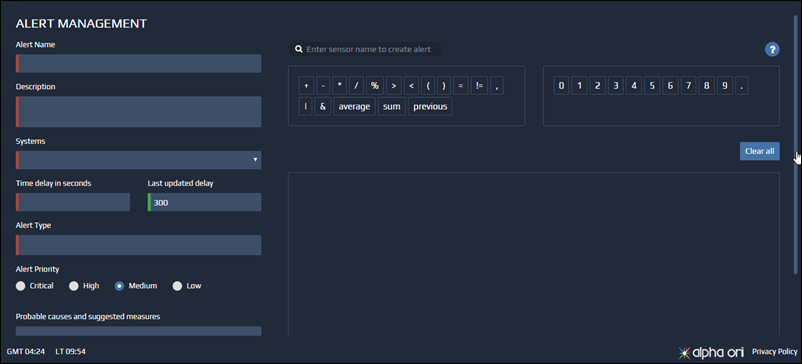 ALERT MANAGEMENT
Alert Name
Description
Systems
Time delay in seconds
Last updated delay
300
Alert Type
Alert Priority
Critical
High
Medium
Low
Probable causes and suggested measures
Enter sensor name to create alert
?
+ - * / % > < ( ) = != ,
| & average sum previous
0 1 2 3 4 5 6 7 8 9 .
Clear all
GMT 04:24 LT 09:54
alpha ori
Privacy Policy